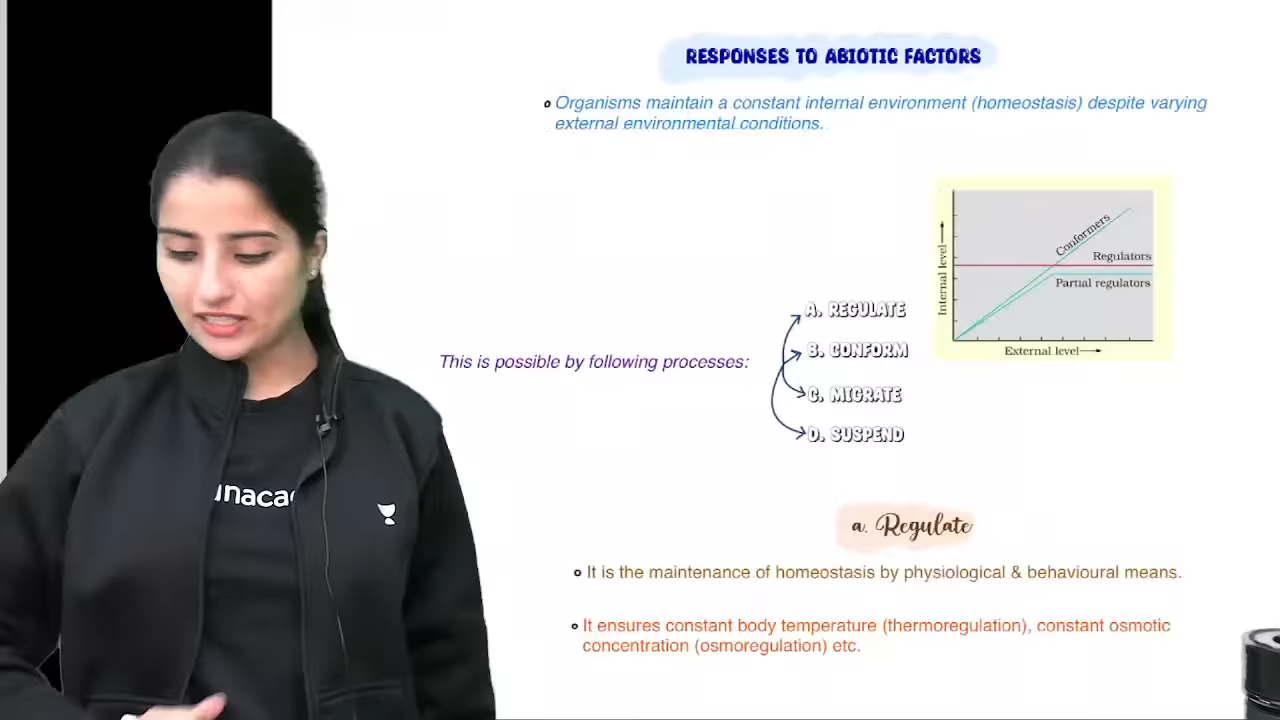 RESPONSES TO ABIOTIC FACTORS
Organisms maintain a constant internal environment (homeostasis) despite varying
external environmental conditions.
Conformers
Regulators
Partial regulators
Internal level
External level
This is possible by following processes:
A. REGULATE
B. CONFORM
C. MIGRATE
D. SUSPEND
unacad
a. Regulate
It is the maintenance of homeostasis by physiological & behavioural means.
It ensures constant body temperature (thermoregulation), constant osmotic
concentration (osmoregulation) etc.